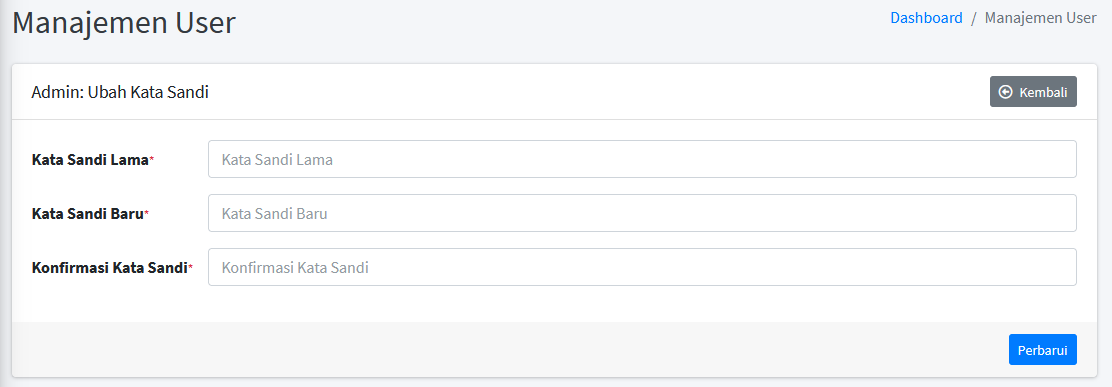 Manajemen User
Dashboard / Manajemen User
Admin: Ubah Kata Sandi
Kembali
Kata Sandi Lama*
Kata Sandi Lama
Kata Sandi Baru*
Kata Sandi Baru
Konfirmasi Kata Sandi*
Konfirmasi Kata Sandi
Perbarui